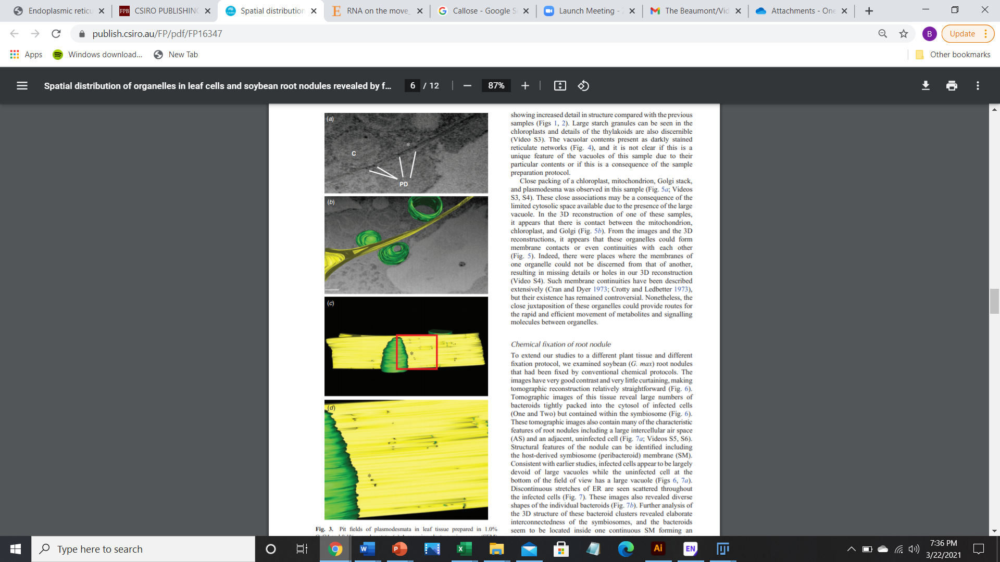 Endoplasmic reticu
CSIRO PUBLISHING
Spatial distribution
RNA on the move_
Callose - Google S
Launch Meeting - Z
The Beaumont/Vid
Attachments - One
publish.csiro.au/FP/pdf/FP16347
B
Update
Apps
Windows download...
New Tab
Other bookmarks
Spatial distribution of organelles in leaf cells and soybean root nodules revealed by f...
6 / 12
87%
(a)
*
C
PD
(b)
(c)
*
(d)
*
Fig. 3. Pit fields of plasmodesmata in leaf tissue prepared in 1.0%
showing increased detail in structure compared with the previous
samples (Figs 1, 2). Large starch granules can be seen in the
chloroplasts and details of the thylakoids are also discernible
(Video S3). The vacuolar contents present as darkly stained
reticulate networks (Fig. 4), and it is not clear if this is a
unique feature of the vacuoles of this sample due to their
particular contents or if this is a consequence of the sample
preparation protocol.
Close packing of a chloroplast, mitochondrion, Golgi stack,
and plasmodesma was observed in this sample (Fig. 5a; Videos
S3, S4). These close associations may be a consequence of the
limited cytosolic space available due to the presence of the large
vacuole. In the 3D reconstruction of one of these samples,
it appears that there is contact between the mitochondrion,
chloroplast, and Golgi (Fig. 5b). From the images and the 3D
reconstructions, it appears that these organelles could form
membrane contacts or even continuities with each other
(Fig. 5). Indeed, there were places where the membranes of
one organelle could not be discerned from that of another,
resulting in missing details or holes in our 3D reconstruction
(Video S4). Such membrane continuities have been described
extensively (Cran and Dyer 1973; Crotty and Ledbetter 1973),
but their existence has remained controversial. Nonetheless, the
close juxtaposition of these organelles could provide routes for
the rapid and efficient movement of metabolites and signalling
molecules between organelles.
Chemical fixation of root nodule
To extend our studies to a different plant tissue and different
fixation protocol, we examined soybean (G. max) root nodules
that had been fixed by conventional chemical protocols. The
images have very good contrast and very little curtaining, making
tomographic reconstruction relatively straightforward (Fig. 6).
Tomographic images of this tissue reveal large numbers of
bacteroids tightly packed into the cytosol of infected cells
(One and Two) but contained within the symbiosome (Fig. 6).
These tomographic images also contain many of the characteristic
features of root nodules including a large intercellular air space
(AS) and an adjacent, uninfected cell (Fig. 7a; Videos S5, S6).
Structural features of the nodule can be identified including
the host-derived symbiosome (peribacteroid) membrane (SM).
Consistent with earlier studies, infected cells appear to be largely
devoid of large vacuoles while the uninfected cell at the
bottom of the field of view has a large vacuole (Figs 6, 7a).
Discontinuous stretches of ER are seen scattered throughout
the infected cells (Fig. 7). These images also revealed diverse
shapes of the individual bacteroids (Fig. 7b). Further analysis of
the 3D structure of these bacteroid clusters revealed elaborate
interconnectedness of the symbiosomes, and the bacteroids
seem to be located inside one continuous SM forming an
Type here to search
7:36 PM
3/22/2021